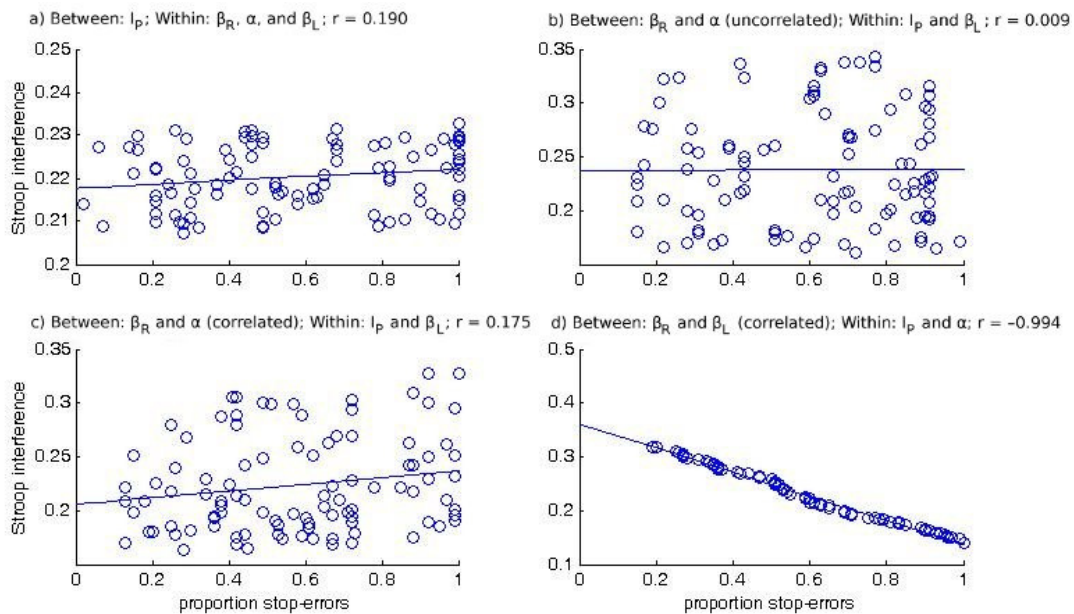 a) Between: I_P; Within: β_R, α, and β_L; r = 0.190
Stroop interference
0.25
0.24
0.23
0.22
0.21
0.2
0 0.2 0.4 0.6 0.8 1
b) Between: β_R and α (uncorrelated); Within: I_P and β_L; r = 0.009
0.35
0.3
0.25
0.2
0 0.2 0.4 0.6 0.8 1
c) Between: β_R and α (correlated); Within: I_P and β_L; r = 0.175
Stroop interference
0.35
0.3
0.25
0.2
0 0.2 0.4 0.6 0.8 1
proportion stop-errors
d) Between: β_R and β_L (correlated); Within: I_P and α; r = –0.994
0.5
0.4
0.3
0.2
0.1
0 0.2 0.4 0.6 0.8 1
proportion stop-errors